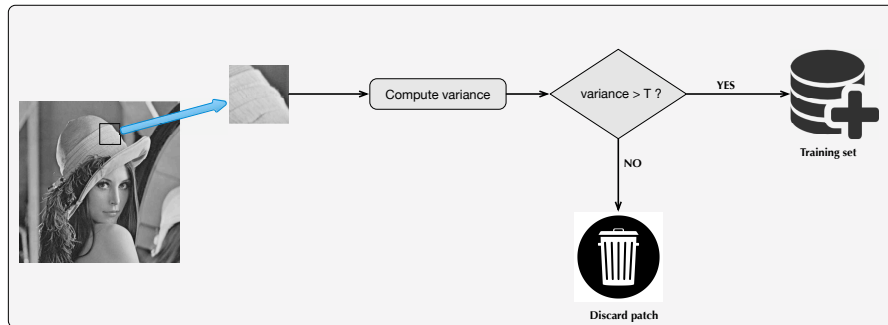 Compute variance
variance > T ?
YES
Training set
NO
Discard patch